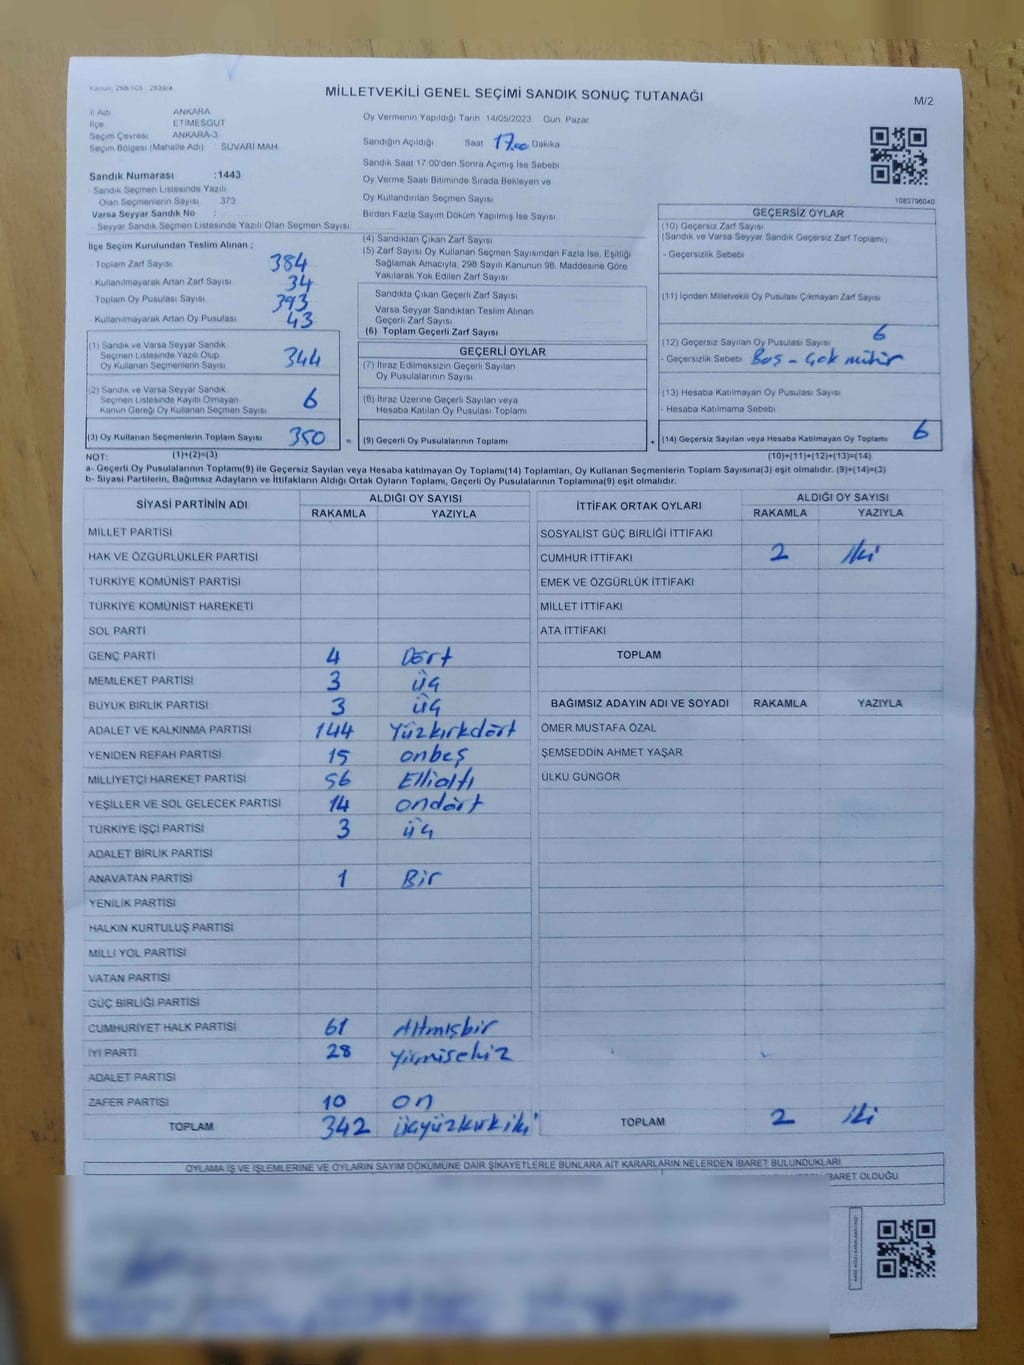 Kanun: 298/105 , 2839/4
MİLLETVEKİLİ GENEL SEÇİMİ SANDIK SONUÇ TUTANAĞI
M/2
İl Adı ANKARA
İlçe ETİMESGUT
Seçim Çevresi ANKARA-3
Seçim Bölgesi (Mahalle Adı) : SUVARİ MAH.
Sandık Numarası :1443
- Sandık Seçmen Listesinde Yazılı
Olan Seçmenlerin Sayısı 373
Varsa Seyyar Sandık No :
- Seyyar Sandık Seçmen Listesinde Yazılı Olan Seçmen Sayısı
İlçe Seçim Kurulundan Teslim Alınan ;
Toplam Zarf Sayısı 384
- Kullanılmayarak Artan Zarf Sayısı 34
Toplam Oy Pusulası Sayısı 393
- Kullanılmayarak Artan Oy Pusulası 43
(1) Sandık ve Varsa Seyyar Sandık
Seçmen Listesinde Yazılı Olup
Oy Kullanan Seçmenlerin Sayısı 344
(2) Sandık ve Varsa Seyyar Sandık
Seçmen Listesinde Kayıtlı Olmayan
Kanun Gereği Oy Kullanan Seçmen Sayısı 6
(3) Oy Kullanan Seçmenlerin Toplam Sayısı 350 =
Oy Vermenin Yapıldığı Tarih 14/05/2023 Gün: Pazar
Sandığın Açıldığı Saat 17.00 Dakika
Sandık Saat 17:00'den Sonra Açımış İse Sebebi
Oy Verme Saati Bitiminde Sırada Bekleyen ve
Oy Kullandırılan Seçmen Sayısı
Birden Fazla Sayım Döküm Yapılmış İse Sayısı
(4) Sandıktan Çıkan Zarf Sayısı
(5) Zarf Sayısı Oy Kullanan Seçmen Sayısından Fazla İse, Eşitliği
Sağlamak Amacıyla; 298 Sayılı Kanunun 98. Maddesine Göre
Yakılarak Yok Edilen Zarf Sayısı
Sandıkta Çıkan Geçerli Zarf Sayısı
Varsa Seyyar Sandıktan Teslim Alınan
Geçerli Zarf Sayısı
(6) Toplam Geçerli Zarf Sayısı
GEÇERLİ OYLAR
(7) İtiraz Edilmeksizin Geçerli Sayılan
Oy Pusulalarının Sayısı
(8) İtiraz Üzerine Geçerli Sayılan veya
Hesaba Katılan Oy Pusulası Toplamı
(9) Geçerli Oy Pusulalarının Toplamı +
1083796040
GEÇERSİZ OYLAR
(10) Geçersiz Zarf Sayısı
(Sandık ve Varsa Seyyar Sandık Geçersiz Zarf Toplamı)
- Geçersizlik Sebebi
(11) İçinden Milletvekili Oy Pusulası Çıkmayan Zarf Sayısı
(12) Geçersiz Sayılan Oy Pusulası Sayısı 6
- Geçersizlik Sebebi Boş - Çok mühür
(13) Hesaba Katılmayan Oy Pusulası Sayısı
- Hesaba Katılmama Sebebi
(14) Geçersiz Sayılan veya Hesaba Katılmayan Oy Toplamı 6
NOT: (1)+(2)=(3) (10)+(11)+(12)+(13)=(14)
a- Geçerli Oy Pusulalarının Toplamı(9) ile Geçersiz Sayılan veya Hesaba katılmayan Oy Toplamı(14) Toplamları, Oy Kullanan Seçmenlerin Toplam Sayısına(3) eşit olmalıdır. (9)+(14)=(3)
b- Siyasi Partilerin, Bağımsız Adayların ve İttifakların Aldığı Ortak Oyların Toplamı, Geçerli Oy Pusulalarının Toplamına(9) eşit olmalıdır.
SİYASİ PARTİNİN ADI ALDIĞI OY SAYISI
RAKAMLA YAZIYLA
MİLLET PARTİSİ
HAK VE ÖZGÜRLÜKLER PARTİSİ
TÜRKİYE KOMÜNİST PARTİSİ
TÜRKİYE KOMÜNİST HAREKETİ
SOL PARTİ
GENÇ PARTİ 4 Dört
MEMLEKET PARTİSİ 3 üç
BÜYÜK BİRLİK PARTİSİ 3 üç
ADALET VE KALKINMA PARTİSİ 144 Yüzkırkdört
YENİDEN REFAH PARTİSİ 15 onbeş
MİLLİYETÇİ HAREKET PARTİSİ 56 Ellialtı
YEŞİLLER VE SOL GELECEK PARTİSİ 14 ondört
TÜRKİYE İŞÇİ PARTİSİ 3 üç
ADALET BİRLİK PARTİSİ
ANAVATAN PARTİSİ 1 Bir
YENİLİK PARTİSİ
HALKIN KURTULUŞ PARTİSİ
MİLLİ YOL PARTİSİ
VATAN PARTİSİ
GÜÇ BİRLİĞİ PARTİSİ
CUMHURİYET HALK PARTİSİ 61 Altmışbir
İYİ PARTİ 28 Yirmisekiz
ADALET PARTİSİ
ZAFER PARTİSİ 10 on
TOPLAM 342 üçyüzkırkiki
İTTİFAK ORTAK OYLARI ALDIĞI OY SAYISI
RAKAMLA YAZIYLA
SOSYALİST GÜÇ BİRLİĞİ İTTİFAKI
CUMHUR İTTİFAKI 2 iki
EMEK VE ÖZGÜRLÜK İTTİFAKI
MİLLET İTTİFAKI
ATA İTTİFAKI
TOPLAM
BAĞIMSIZ ADAYIN ADI VE SOYADI RAKAMLA YAZIYLA
ÖMER MUSTAFA ÖZAL
ŞEMSEDDİN AHMET YAŞAR
ÜLKÜ GÜNGÖR
TOPLAM 2 iki
OYLAMA İŞ VE İŞLEMLERİNE VE OYLARIN SAYIM DÖKÜMÜNE DAİR ŞİKAYETLERLE BUNLARA AİT KARARLARIN NELERDEN İBARET BULUNDUKLARI
İBARET OLDUĞU